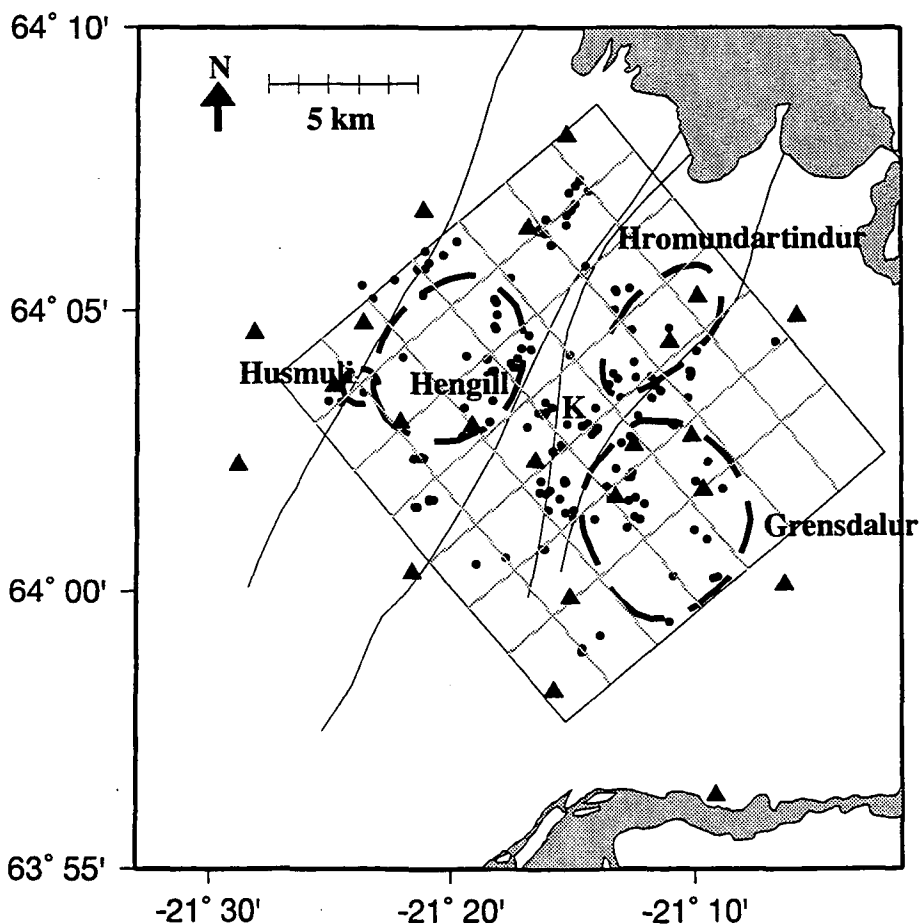 64° 10'
N
5 km
Hromundartindur
64° 05'
Husmuli
Hengill
K
Grensdalur
64° 00'
63° 55'
-21° 30'
-21° 20'
-21° 10'